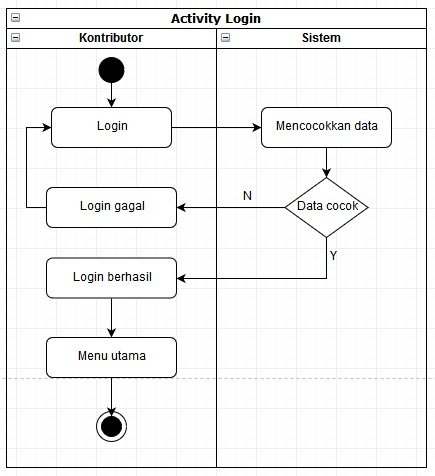 Activity Login
Kontributor
Sistem
Login
Mencocokkan data
Login gagal
N
Data cocok
Y
Login berhasil
Menu utama